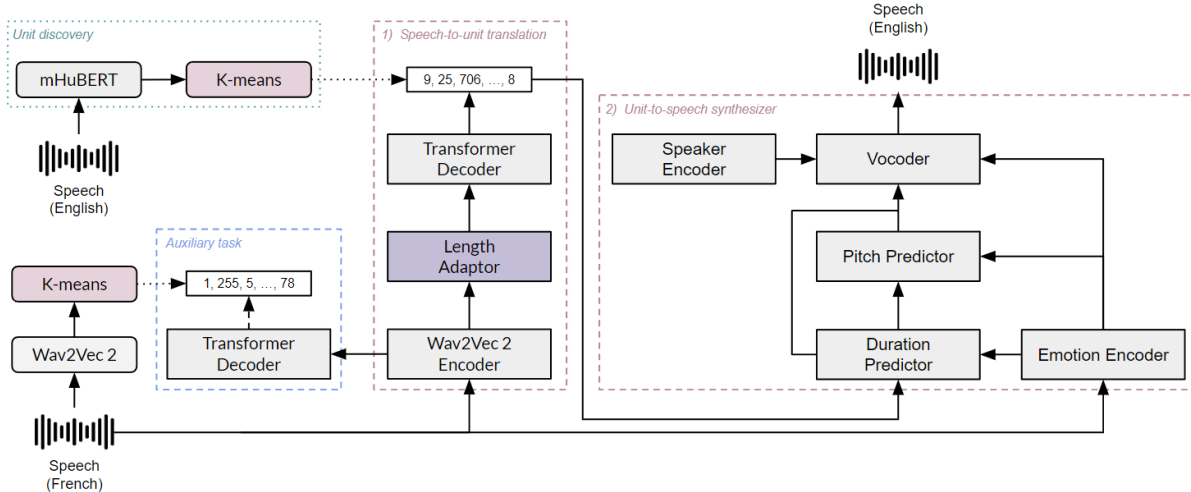 Unit discovery
mHuBERT
K-means
Speech
(English)
1) Speech-to-unit translation
9, 25, 706, ..., 8
Transformer
Decoder
Length
Adaptor
Wav2Vec 2
Encoder
Auxiliary task
1, 255, 5, ..., 78
Transformer
Decoder
K-means
Wav2Vec 2
Speech
(French)
Speech
(English)
2) Unit-to-speech synthesizer
Speaker
Encoder
Vocoder
Pitch Predictor
Duration
Predictor
Emotion Encoder